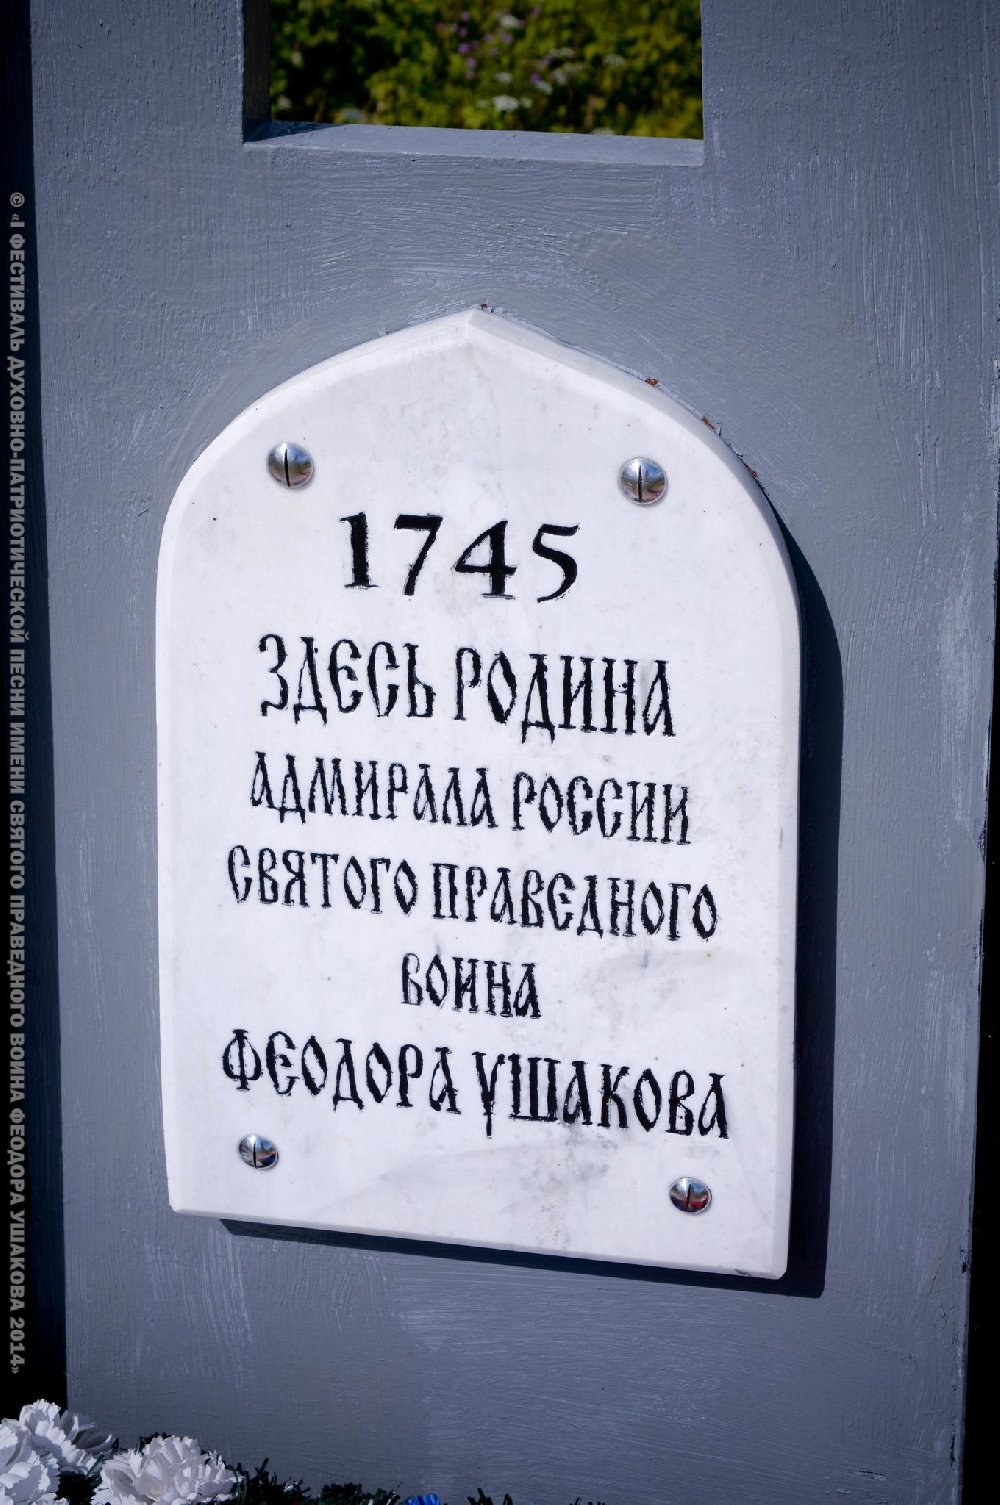 1745
ЗДЕСЬ РОДИНА
АДМИРАЛА РОССИИ
СВЯТОГО ПРАВЕДНОГО
ВОИНА
ФЕОДОРА УШАКОВА
© «I ФЕСТИВАЛЬ ДУХОВНО-ПАТРИОТИЧЕСКОЙ ПЕСНИ ИМЕНИ СВЯТОГО ПРАВЕДНОГО ВОИНА ФЕОДОРА УШАКОВА 2014»